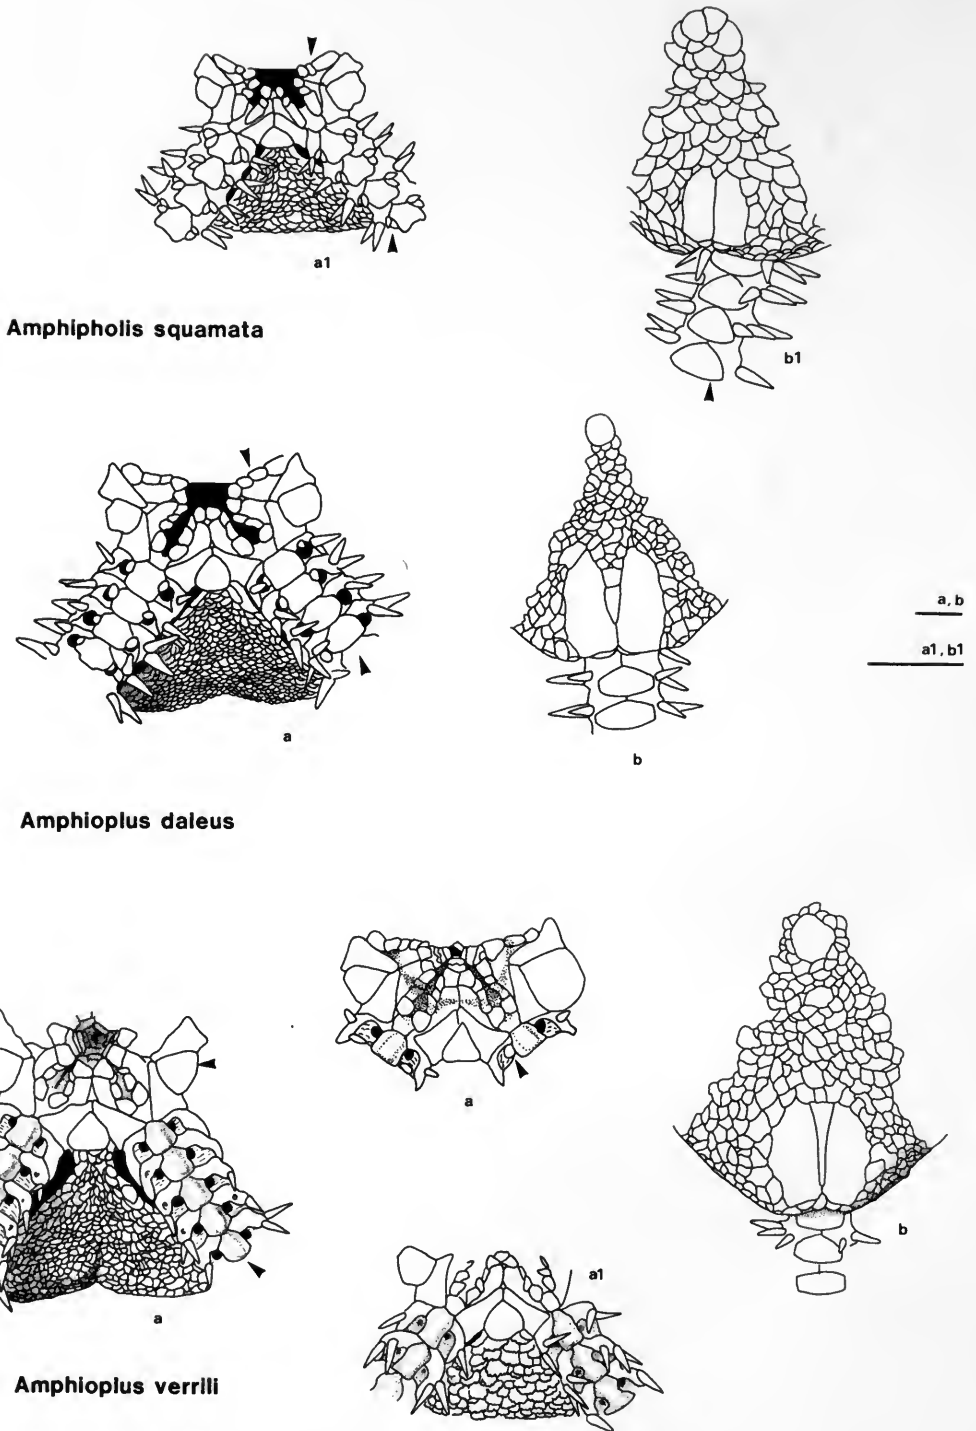 a1
b1
Amphipholis squamata
a, b
a1, b1
a
b
Amphioplus daleus
a
b
a
a1
Amphioplus verrili